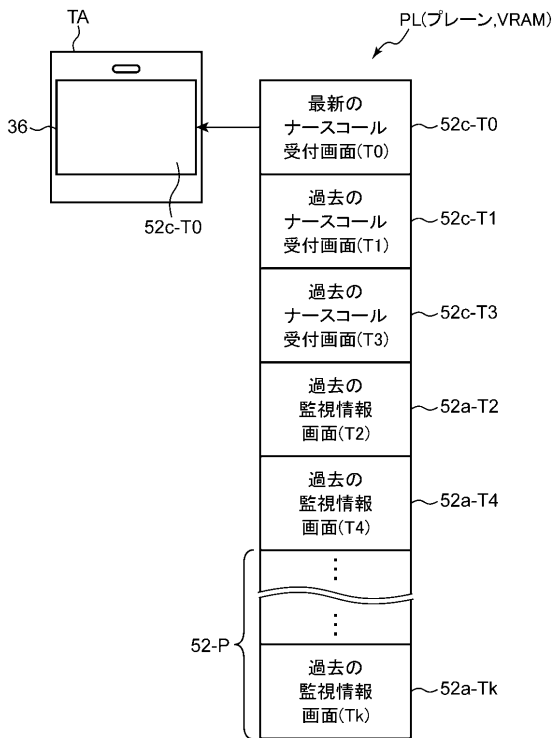 TA
PL(プレーン,VRAM)
36
52c-T0
最新の
ナースコール
受付画面(T0)
52c-T0
過去の
ナースコール
受付画面(T1)
52c-T1
過去の
ナースコール
受付画面(T3)
52c-T3
過去の
監視情報
画面(T2)
52a-T2
過去の
監視情報
画面(T4)
52a-T4
52-P
過去の
監視情報
画面(Tk)
52a-Tk